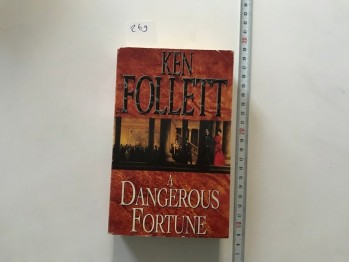 269
KEN
FOLLETT
A
DANGEROUS
FORTUNE